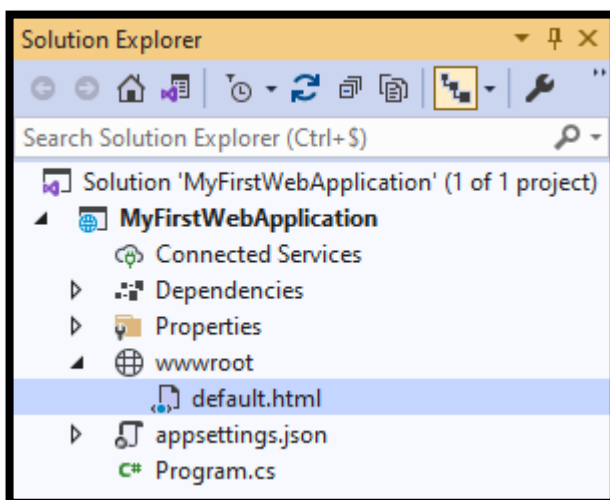 Solution Explorer
Search Solution Explorer (Ctrl+$)
Solution 'MyFirstWebApplication' (1 of 1 project)
MyFirstWebApplication
Connected Services
Dependencies
Properties
wwwroot
default.html
appsettings.json
C# Program.cs